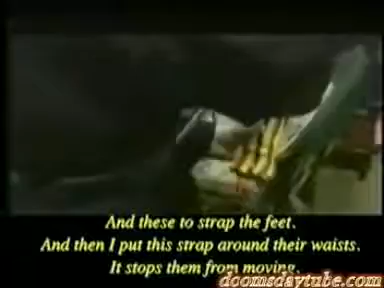 And these to strap the feet.
And then I put this strap around their waists.
It stops them from moving.
doomsdaytube.com